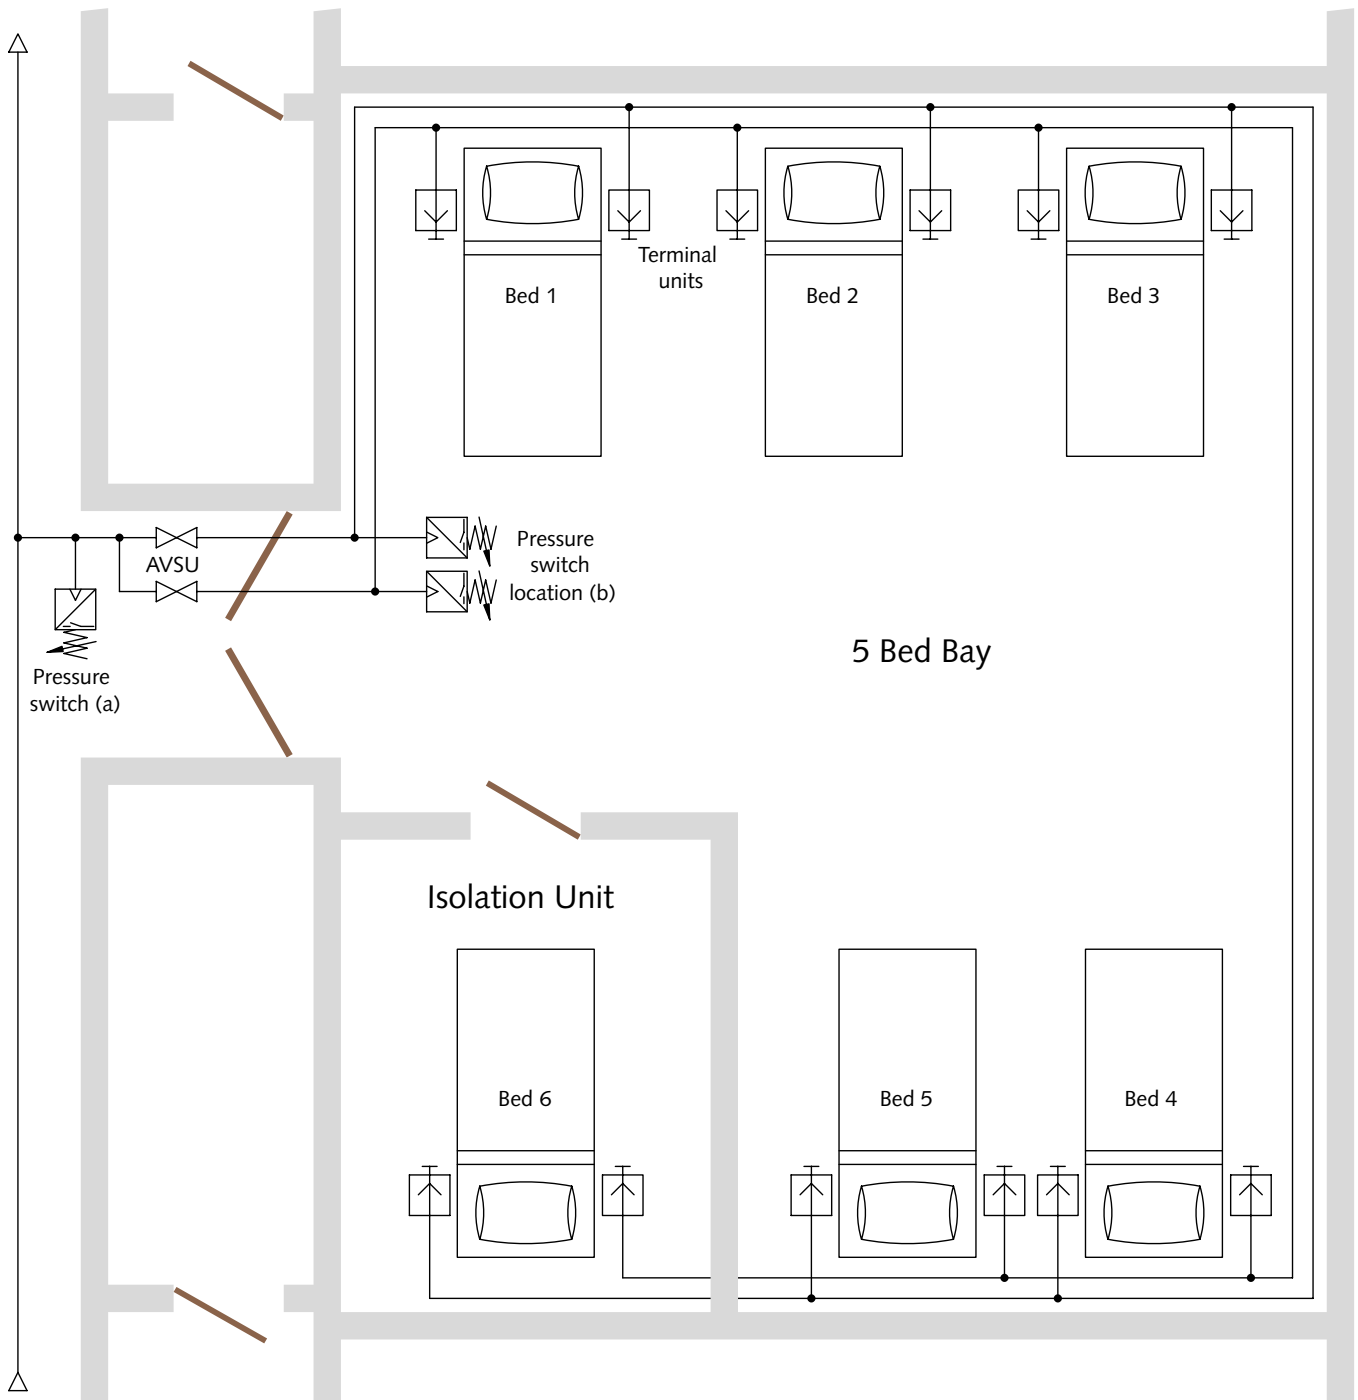 Terminal
units
Bed 1
Bed 2
Bed 3
AVSU
Pressure
switch
location (b)
Pressure
switch (a)
5 Bed Bay
Isolation Unit
Bed 6
Bed 5
Bed 4